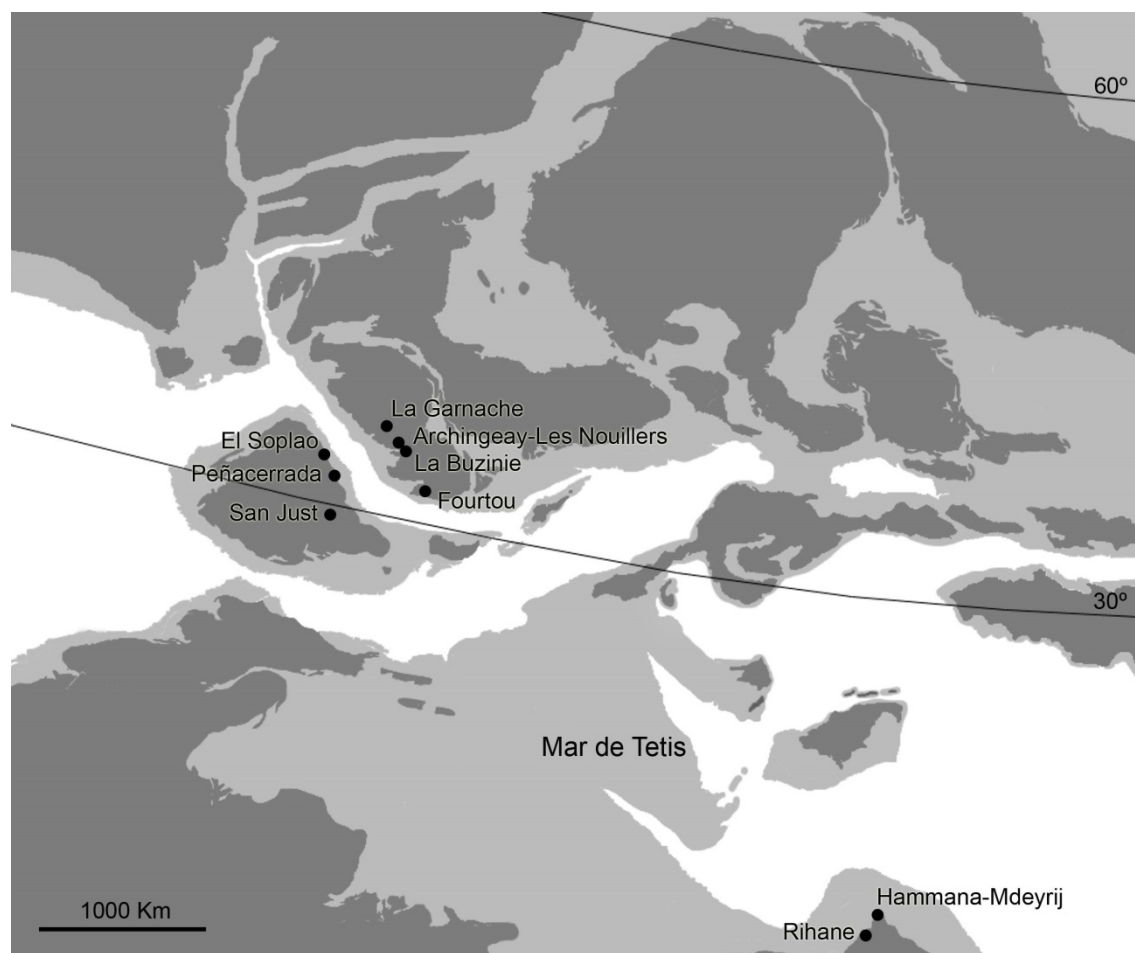 60º
La Garnache
El Soplao
Archingeay-Les Nouillers
La Buzinie
Peñacerrada
Fourtou
San Just
30º
Mar de Tetis
Hammana-Mdeyrij
1000 Km
Rihane